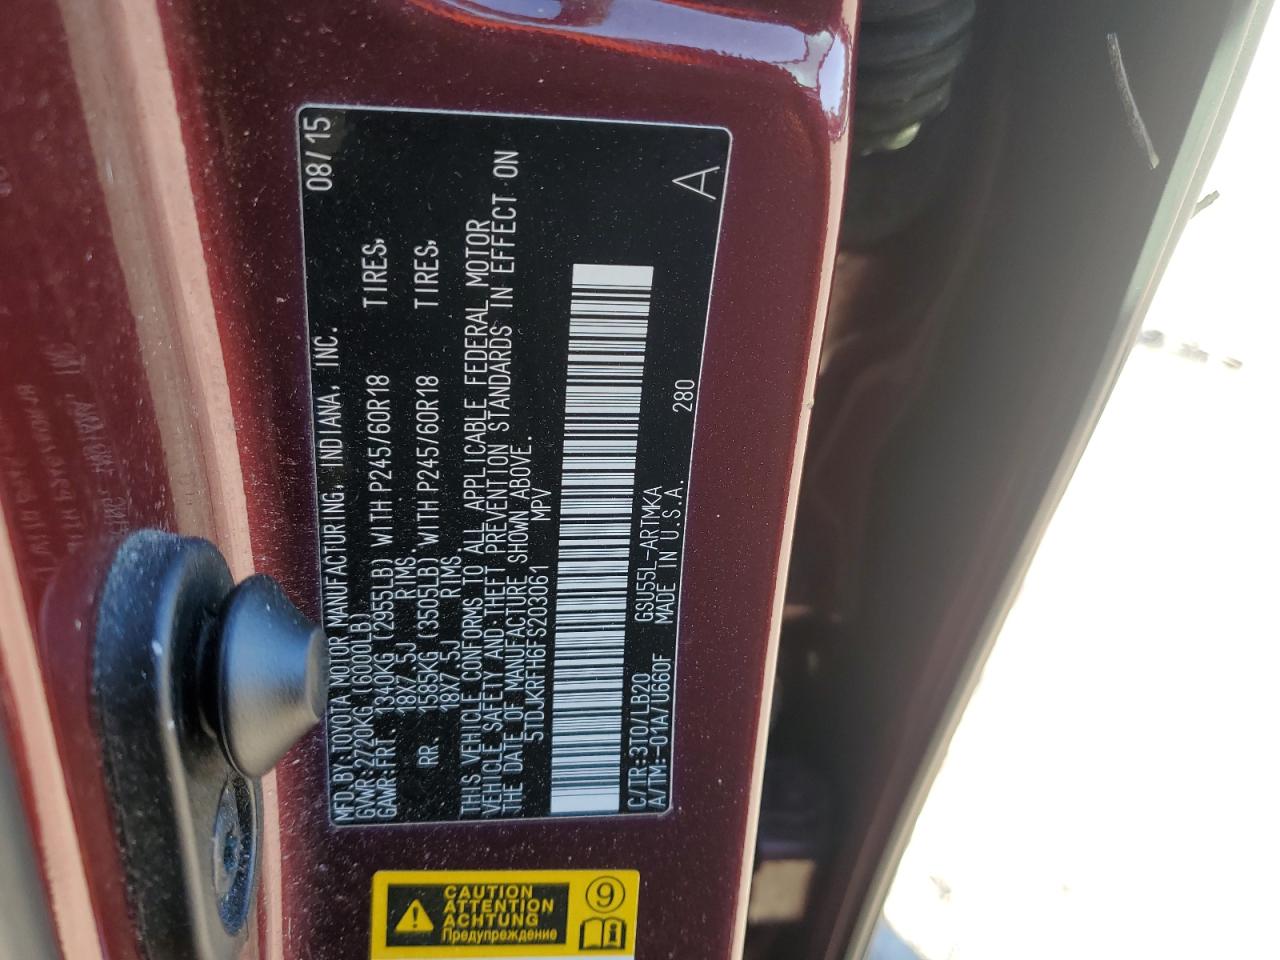 08/15
MFD.BY:TOYOTA MOTOR MANUFACTURING, INDIANA, INC.
GVWR:2720KG (6000LB)
GAWR:FRT. 1340KG (2955LB) WITH P245/60R18 TIRES,
18X7.5J RIMS.
RR. 1585KG (3505LB) WITH P245/60R18 TIRES,
18X7.5J RIMS.
THIS VEHICLE CONFORMS TO ALL APPLICABLE FEDERAL MOTOR
VEHICLE SAFETY AND THEFT PREVENTION STANDARDS IN EFFECT ON
THE DATE OF MANUFACTURE SHOWN ABOVE.
5TDJKRFH6FS203061 MPV
C/TR:3T0/LB20 GSU55L-ARTMKA 280
A/TM:-01A/U660F MADE IN U.S.A.
A
CAUTION
ATTENTION
ACHTUNG
Предупреждение
9